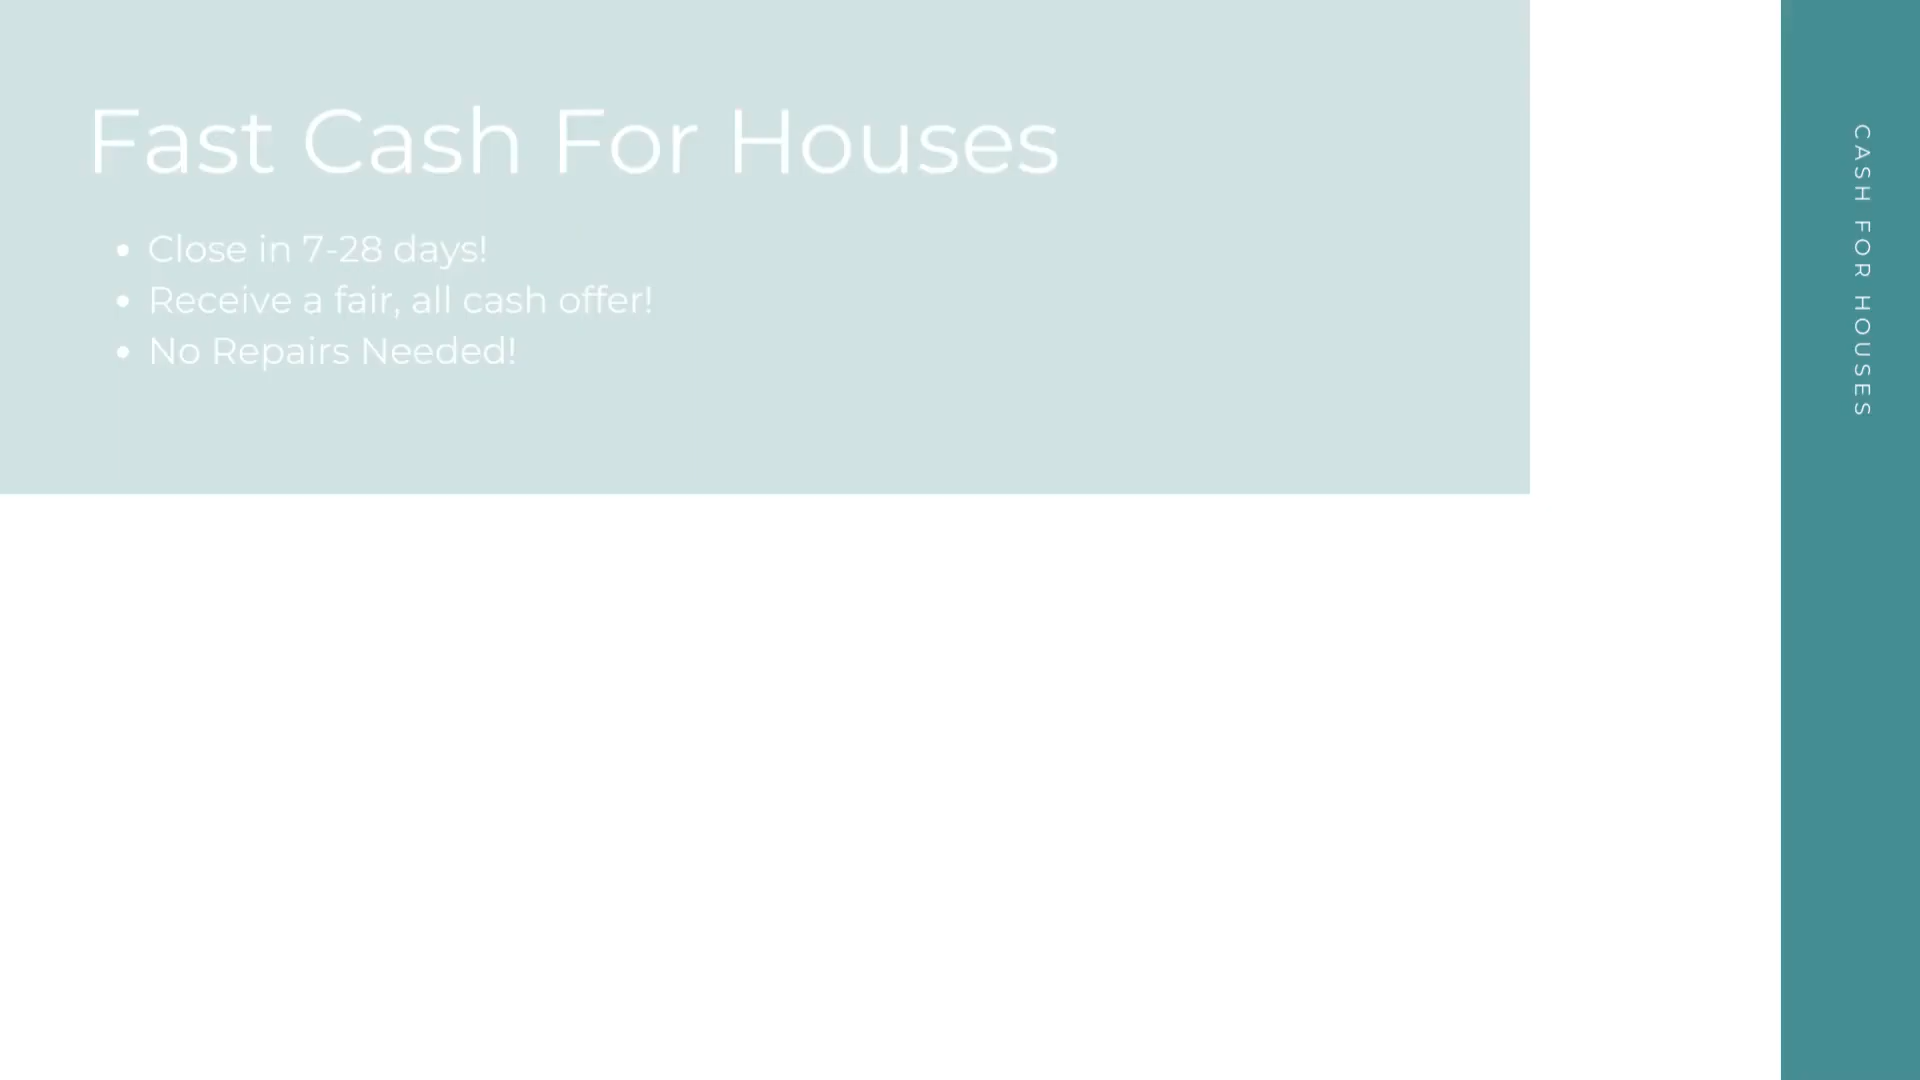 Fast Cash For Houses
• Close in 7-28 days!
• Receive a fair, all cash offer!
• No Repairs Needed!
CASH FOR HOUSES